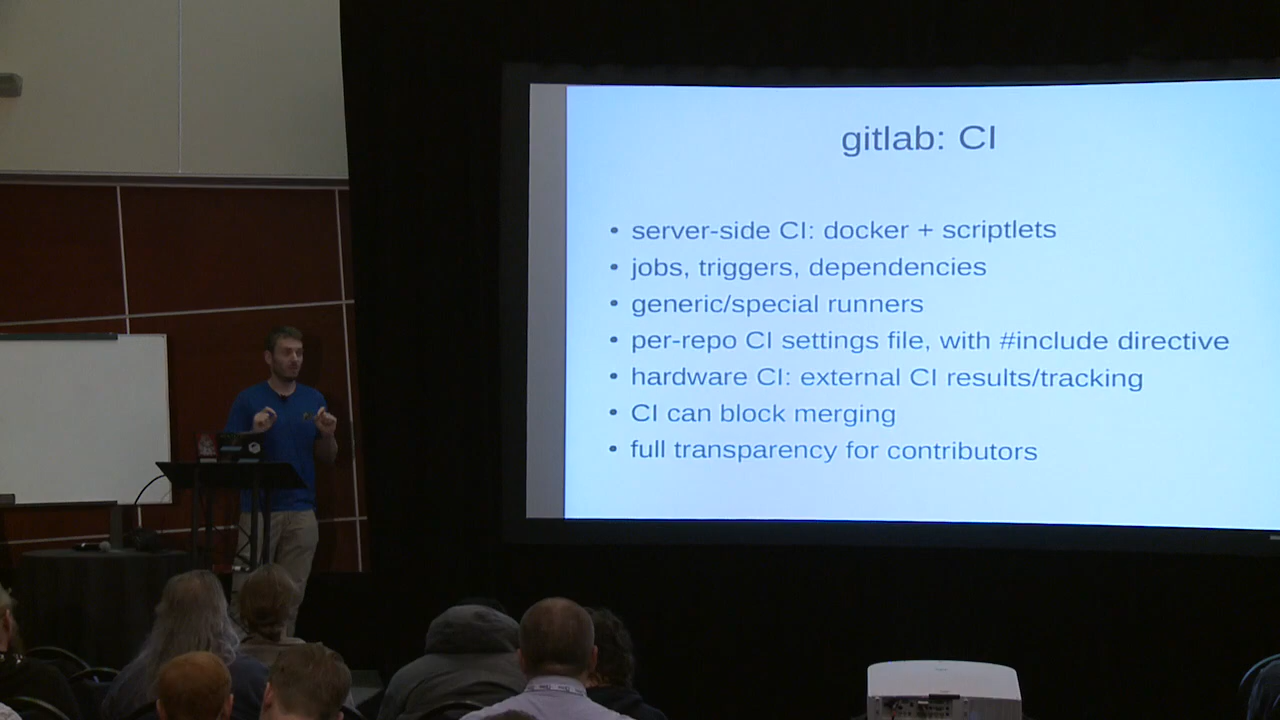 gitlab: CI
• server-side CI: docker + scriptlets
• jobs, triggers, dependencies
• generic/special runners
• per-repo CI settings file, with #include directive
• hardware CI: external CI results/tracking
• CI can block merging
• full transparency for contributors